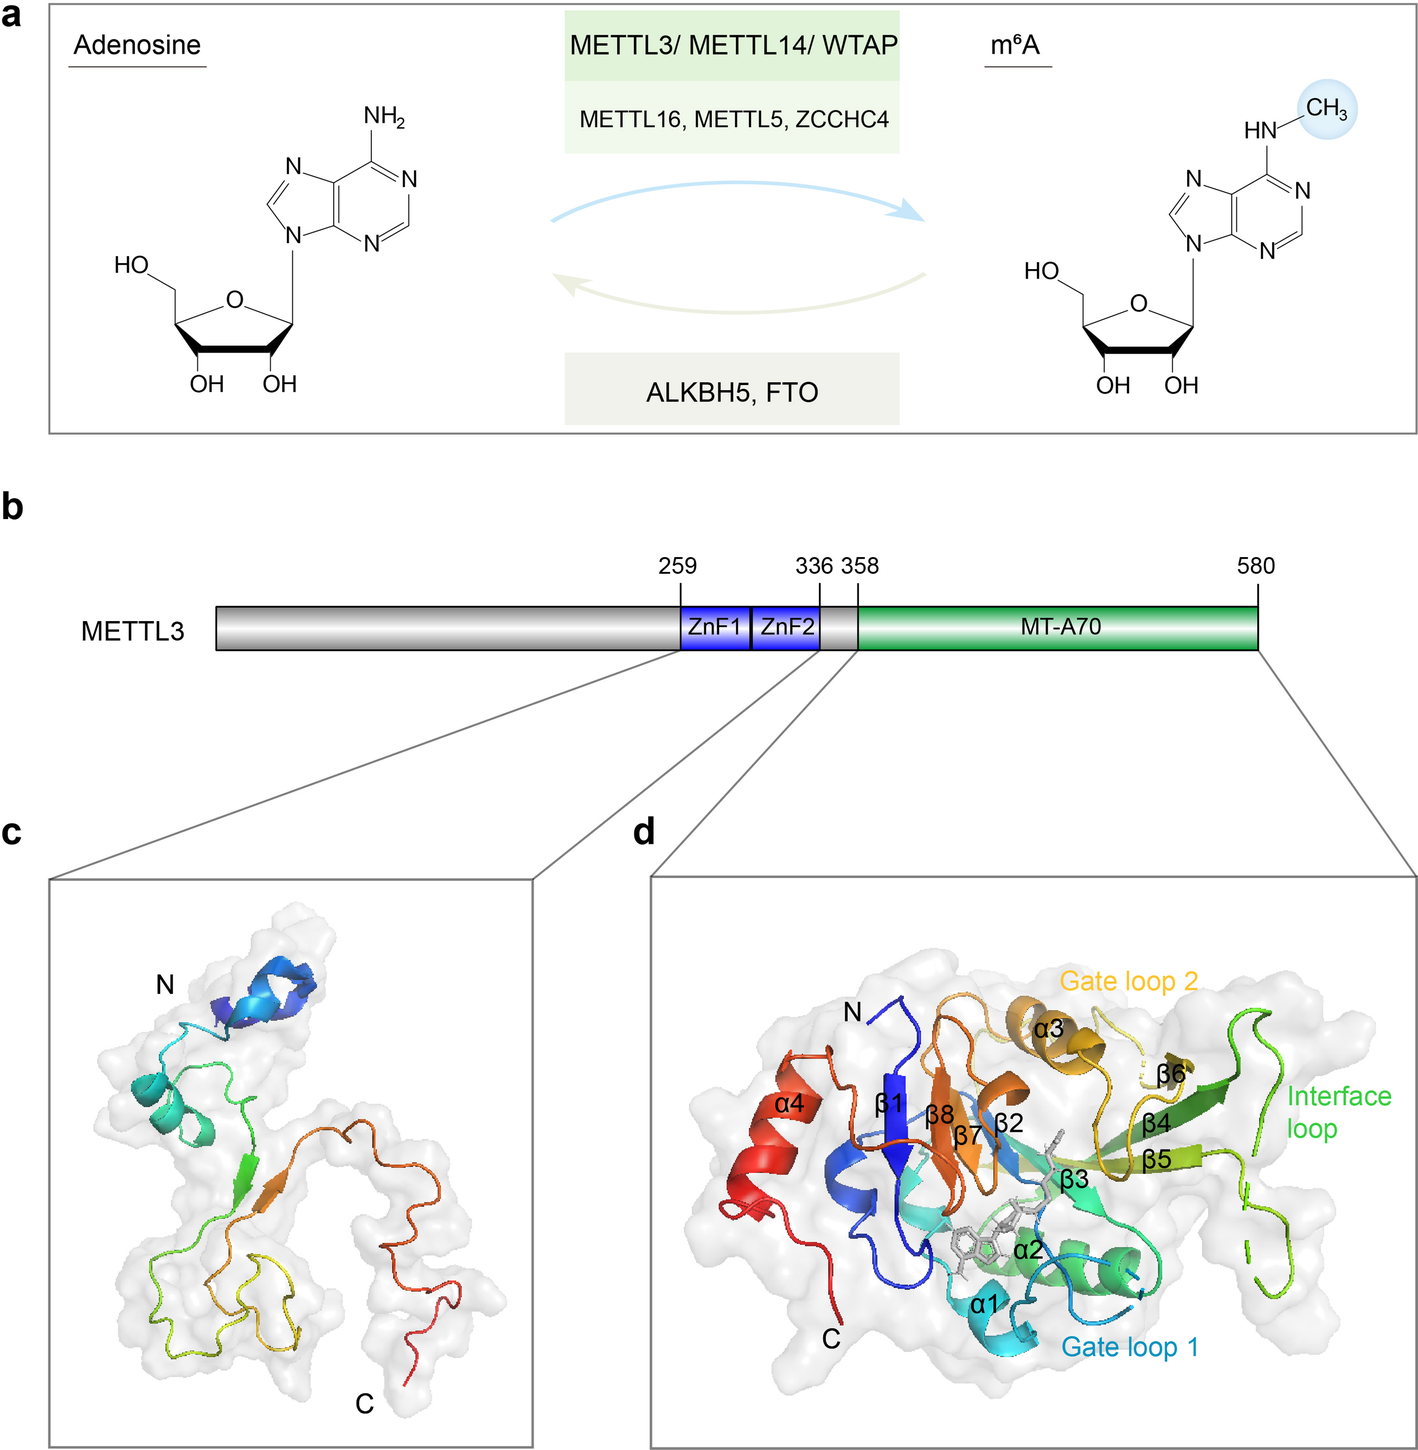 a
Adenosine
METTL3/ METTL14/ WTAP
m⁶A
METTL16, METTL5, ZCCHC4
NH₂
N
N
N
N
HO
O
OH
OH
CH₃
HN
N
N
N
N
HO
O
OH
OH
ALKBH5, FTO
b
259
336
358
580
METTL3
ZnF1
ZnF2
MT-A70
c
N
C
d
Gate loop 2
N
α3
β6
α4
β1
β8
β7
β2
β4
Interface
loop
β5
β3
α2
α1
C
Gate loop 1